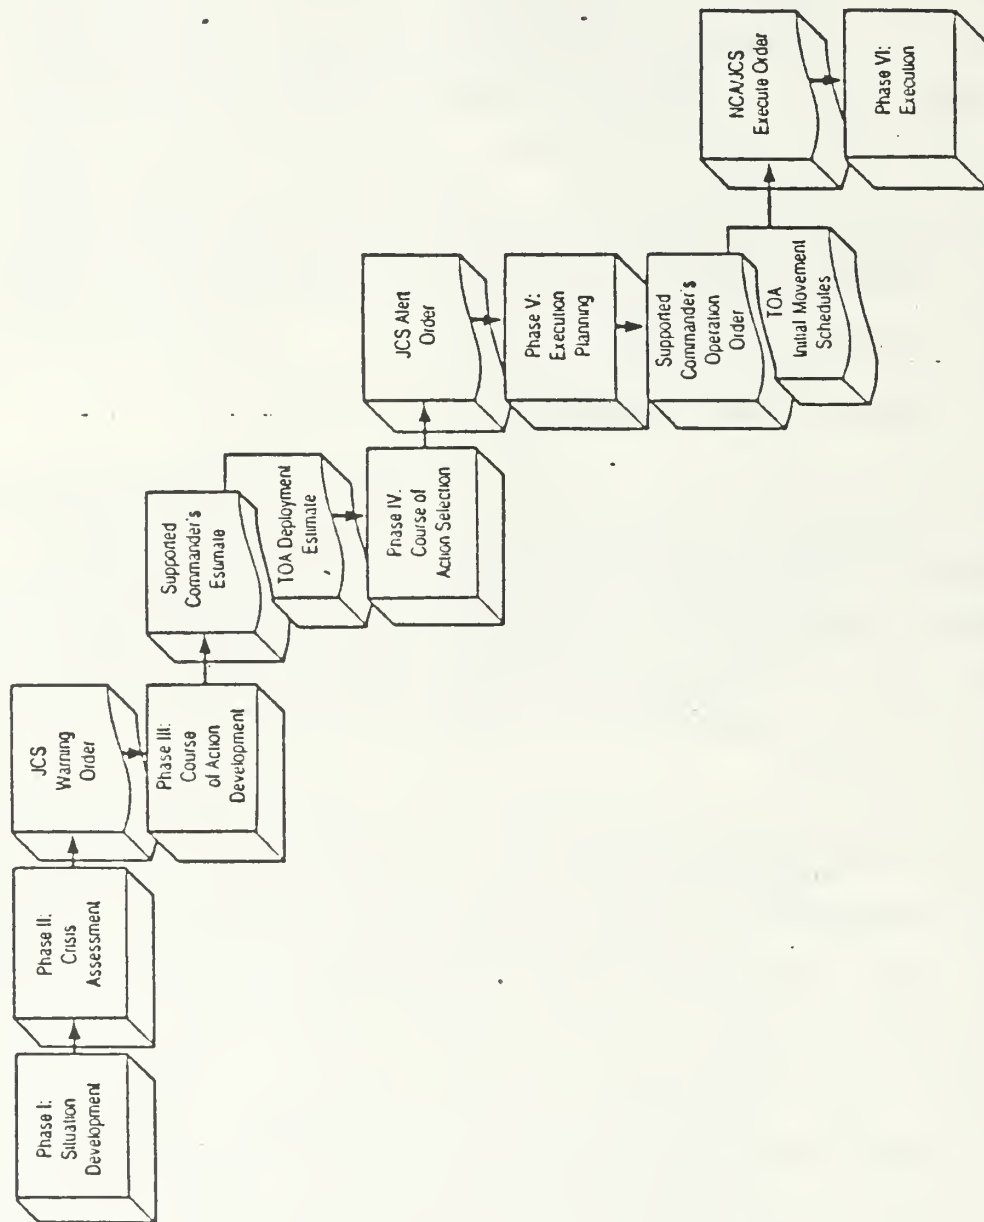 Phase I:
Situation
Development
Phase II:
Crisis
Assessment
JCS
Warning
Order
Phase III:
Course
of Action
Development
Supported
Commander's
Estimate
TOA Deployment
Estimate
Phase IV.
Course of
Action Selection
JCS Alert
Order
Phase V:
Execution
Planning
Supported
Commander's
Operation
Order
TOA
Initial Movement
Schedules
NCA/JCS
Execute Order
Phase VI:
Execution